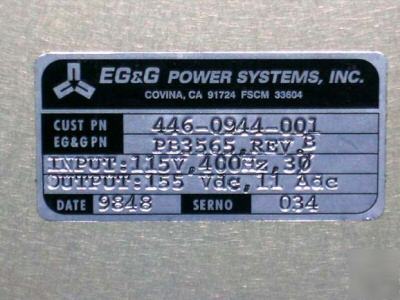 EG&G POWER SYSTEMS, INC.
COVINA, CA 91724 FSCM 33604
CUST PN 446-0944-001
EG&G PN PB3565, REV B
INPUT:115V, 400Hz, 3Ø
OUTPUT:155 Vdc, 11 Adc
DATE 9848 SERNO 034